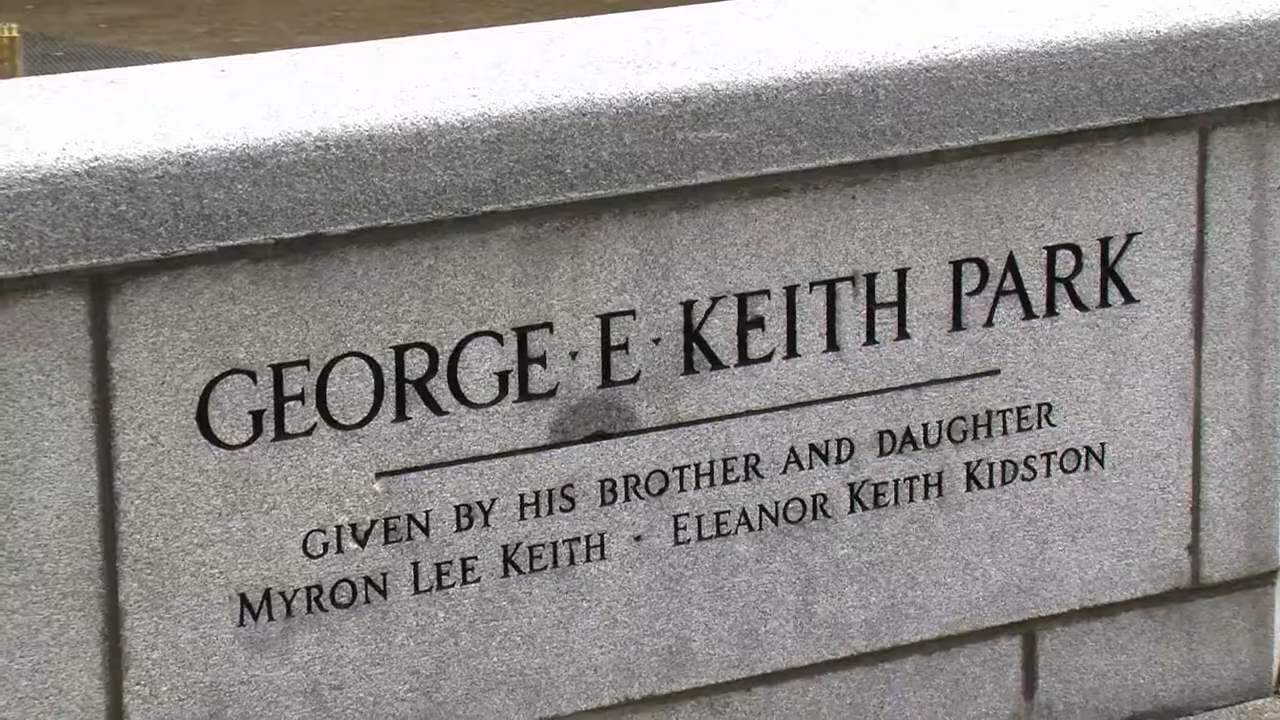 GEORGE · E · KEITH PARK
GIVEN BY HIS BROTHER AND DAUGHTER
MYRON LEE KEITH · ELEANOR KEITH KIDSTON